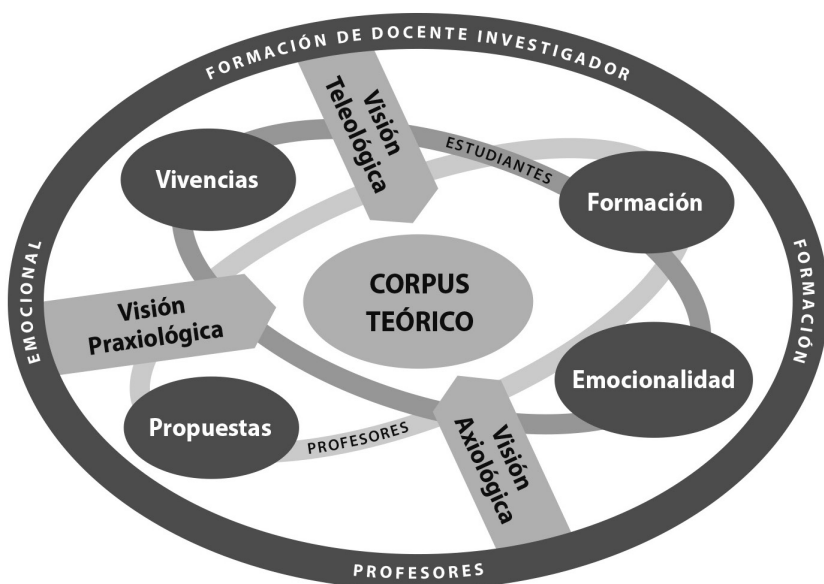 FORMACIÓN DE DOCENTE INVESTIGADOR
Visión
Teleológica
ESTUDIANTES
Vivencias
Formación
EMOCIONAL
FORMACIÓN
CORPUS
TEÓRICO
Visión
Praxiológica
Emocionalidad
Propuestas
PROFESORES
Visión
Axiológica
PROFESORES